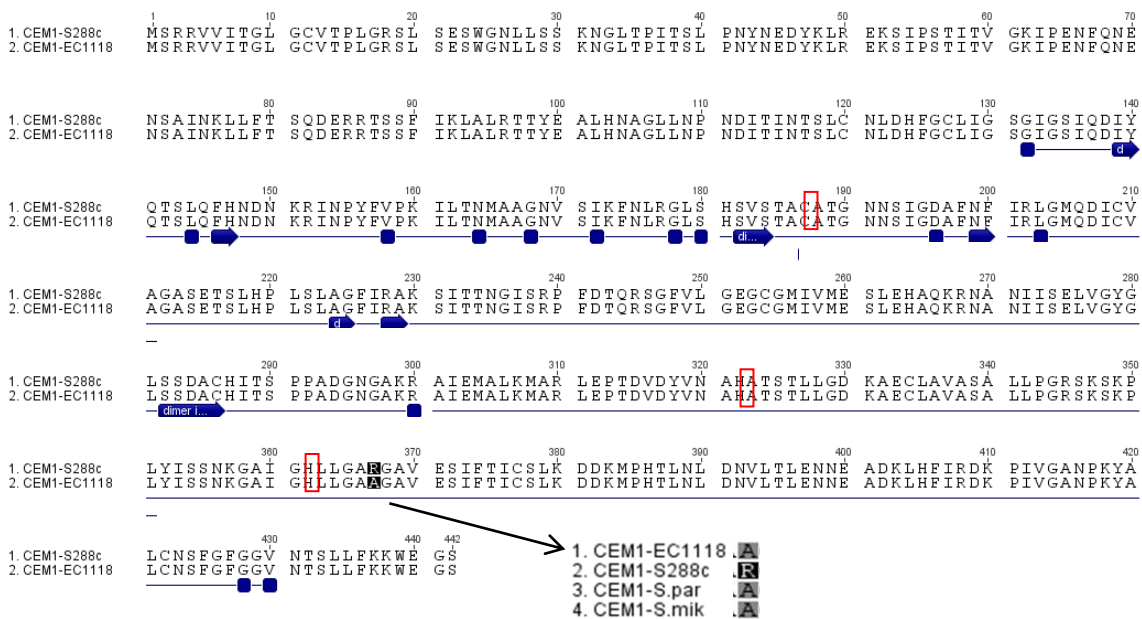 1 10 20 30 40 50 60 70
1. CEM1-S288c MSRRVVITGL GCVTPLGRSL SESWGNLLSS KNGLTPITSL PNYNEDYKLR EKSIPSTITV GKIPENFQNE
2. CEM1-EC1118 MSRRVVITGL GCVTPLGRSL SESWGNLLSS KNGLTPITSL PNYNEDYKLR EKSIPSTITV GKIPENFQNE
80 90 100 110 120 130 140
1. CEM1-S288c NSAINKLLFT SQDERRTSSF IKLALRTTYE ALHNAGLLNP NDITINTSLC NLDHFGCLIG SGIGSIQDIY
2. CEM1-EC1118 NSAINKLLFT SQDERRTSSF IKLALRTTYE ALHNAGLLNP NDITINTSLC NLDHFGCLIG SGIGSIQDIY
d
150 160 170 180 190 200 210
1. CEM1-S288c QTSLQFHNDN KRINPYFVPK ILTNMAAGNV SIKFNLRGLS HSVSTACATG NNSIGDAFNF IRLGMQDICV
2. CEM1-EC1118 QTSLQFHNDN KRINPYFVPK ILTNMAAGNV SIKFNLRGLS HSVSTACATG NNSIGDAFNF IRLGMQDICV
di...
220 230 240 250 260 270 280
1. CEM1-S288c AGASETSLHP LSLAGFIRAK SITTNGISRP FDTQRSGFVL GEGCGMIVME SLEHAQKRNA NIISELVGYG
2. CEM1-EC1118 AGASETSLHP LSLAGFIRAK SITTNGISRP FDTQRSGFVL GEGCGMIVME SLEHAQKRNA NIISELVGYG
d
290 300 310 320 330 340 350
1. CEM1-S288c LSSDACHITS PPADGNGAKR AIEMALKMAR LEPTDVDYVN AHATSTLLGD KAECLAVASA LLPGRSKSKP
2. CEM1-EC1118 LSSDACHITS PPADGNGAKR AIEMALKMAR LEPTDVDYVN AHATSTLLGD KAECLAVASA LLPGRSKSKP
dimer i...
360 370 380 390 400 410 420
1. CEM1-S288c LYISSNKGAI GHLLGARGAV ESIFTICSLK DDKMPHTLNL DNVLTLENNE ADKLHFIRDK PIVGANPKYA
2. CEM1-EC1118 LYISSNKGAI GHLLGAAGAV ESIFTICSLK DDKMPHTLNL DNVLTLENNE ADKLHFIRDK PIVGANPKYA
430 440 442
1. CEM1-S288c LCNSFGFGGV NTSLLFKKWE GS
2. CEM1-EC1118 LCNSFGFGGV NTSLLFKKWE GS
1. CEM1-EC1118 A
2. CEM1-S288c R
3. CEM1-S.par A
4. CEM1-S.mik A